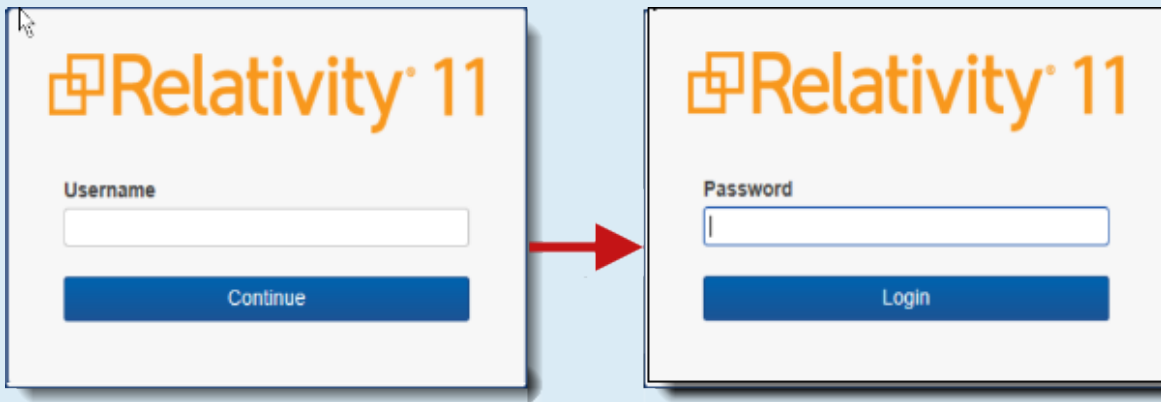 Relativity® 11
Username
Continue
Relativity® 11
Password
Login